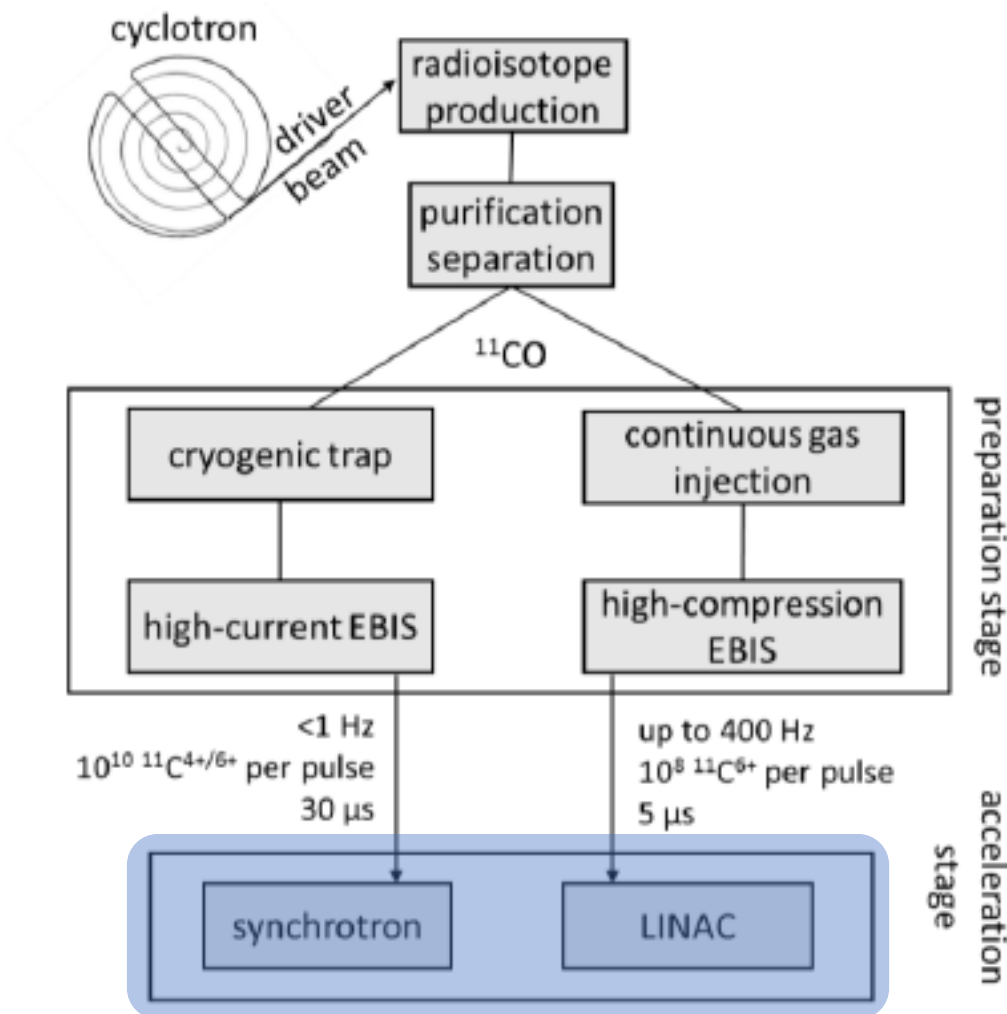 cyclotron
driver
beam
radioisotope
production
purification
separation
¹¹CO
cryogenic trap
continuous gas
injection
high-current EBIS
high-compression
EBIS
preparation stage
<1 Hz
10¹⁰ ¹¹C⁴⁺/⁶⁺ per pulse
30 µs
up to 400 Hz
10⁸ ¹¹C⁶⁺ per pulse
5 µs
acceleration
stage
synchrotron
LINAC